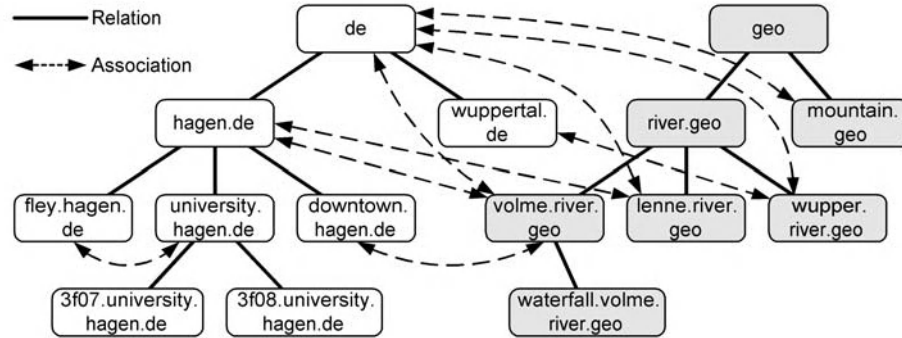 Relation
Association
de
geo
hagen.de
wuppertal.
de
river.geo
mountain.
geo
fley.hagen.
de
university.
hagen.de
downtown.
hagen.de
volme.river.
geo
lenne.river.
geo
wupper.
river.geo
3f07.university.
hagen.de
3f08.university.
hagen.de
waterfall.volme.
river.geo